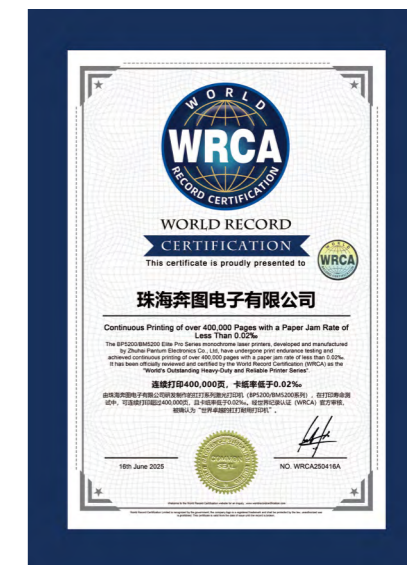 WORLD
WRCA
RECORD CERTIFICATION
WORLD RECORD
CERTIFICATION
This certificate is proudly presented to
WRCA
珠海奔图电子有限公司
Continuous Printing of over 400,000 Pages with a Paper Jam Rate of
Less Than 0.02‰
The BP5200/BM5200 Elite Pro Series monochrome laser printers, developed and manufactured
by Zhuhai Pantum Electronics Co., Ltd, have undergone print endurance testing and
achieved continuous printing of over 400,000 pages with a paper jam rate of less than 0.02‰.
It has been officially reviewed and certified by the World Record Certification (WRCA) as the
"World's Outstanding Heavy-Duty and Reliable Printer Series".
连续打印400,000页，卡纸率低于0.02‰
由珠海奔图电子有限公司研发制作的扛打系列激光打印机（BP5200/BM5200系列），在打印寿命测
试中，可连续打印超过400,000页，且卡纸率低于0.02‰。经世界纪录认证（WRCA）官方审核，
被确认为“世界卓越的扛打耐用打印机”。
SEAL
16th June 2025
NO. WRCA250416A